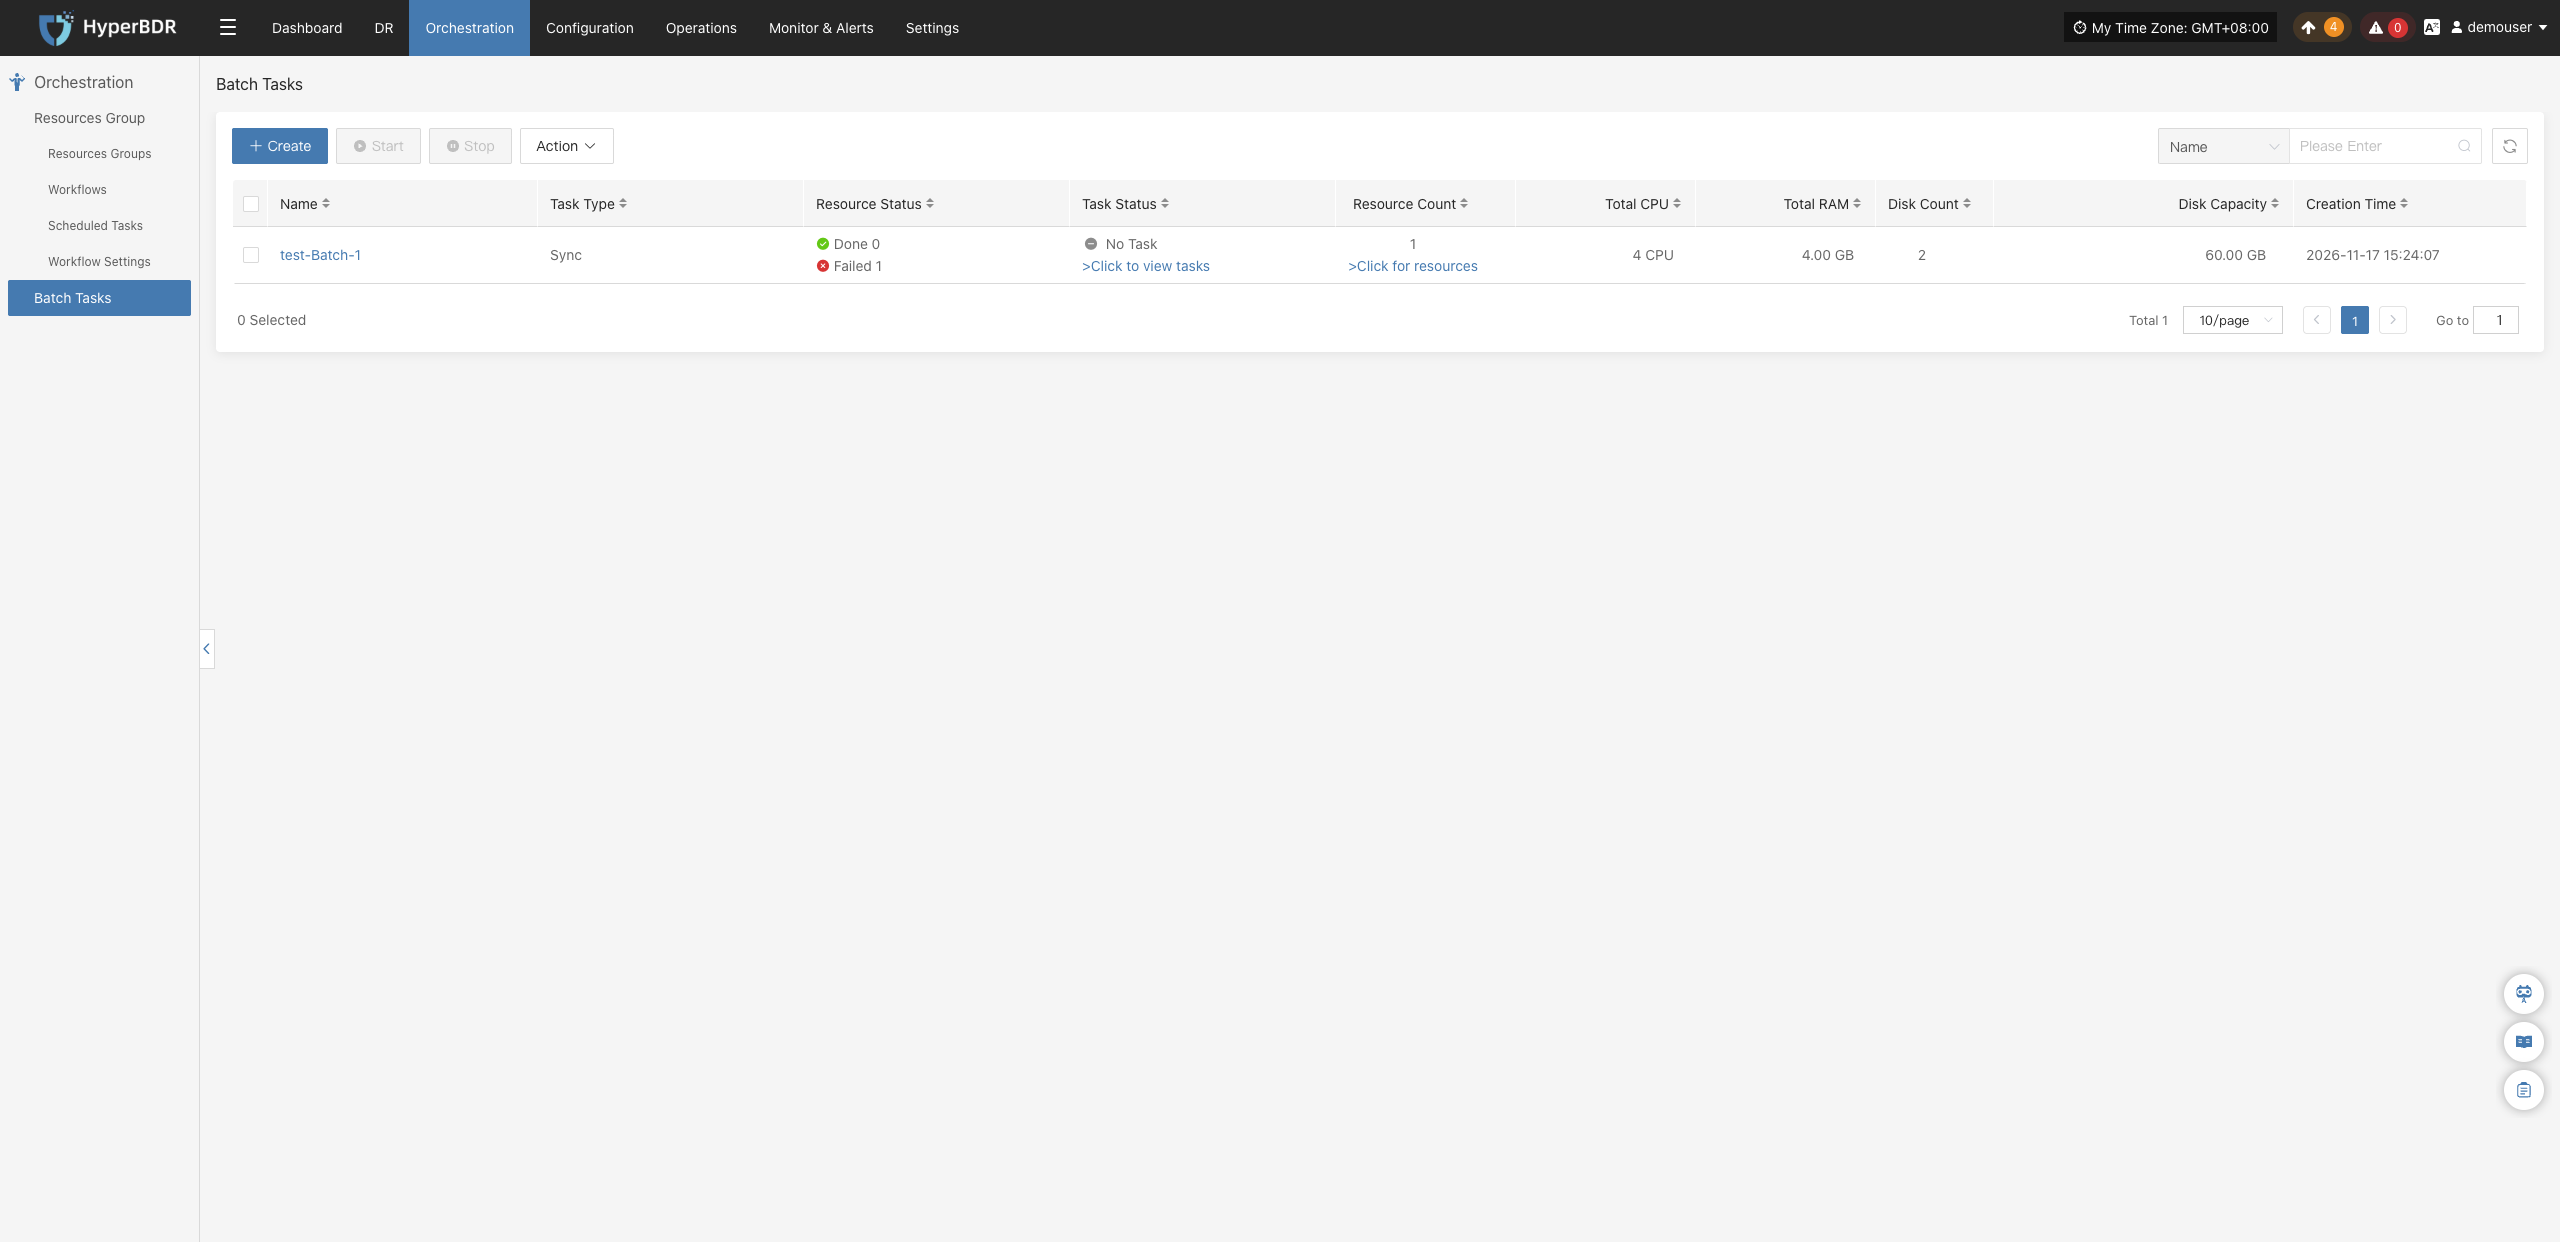 HyperBDR
Dashboard DR Orchestration Configuration Operations Monitor & Alerts Settings
My Time Zone: GMT+08:00 4 0 demouser
Orchestration
Resources Group
Resources Groups
Workflows
Scheduled Tasks
Workflow Settings
Batch Tasks
Batch Tasks
Create Start Stop Action
Name Please Enter
Name Task Type Resource Status Task Status Resource Count Total CPU Total RAM Disk Count Disk Capacity Creation Time
test-Batch-1 Sync Done 0 No Task 1 4 CPU 4.00 GB 2 60.00 GB 2026-11-17 15:24:07
Failed 1 >Click to view tasks >Click for resources
0 Selected
Total 1 10/page 1 Go to 1